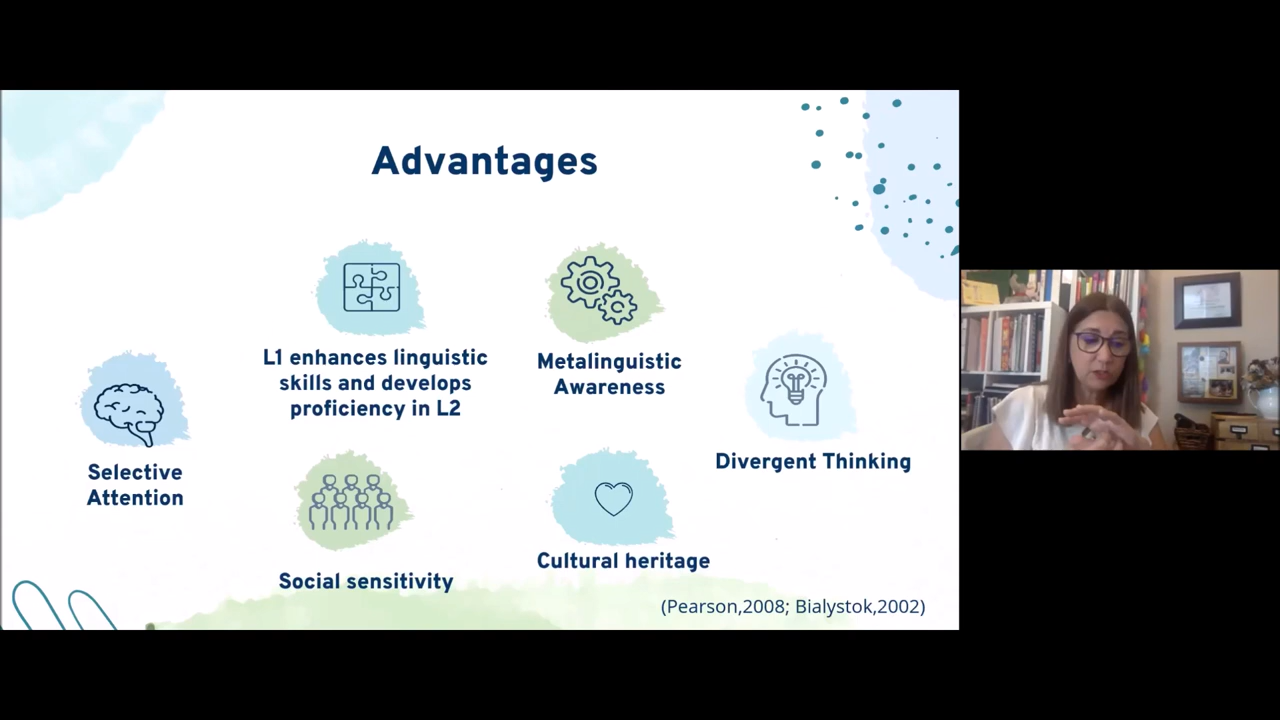 Advantages
L1 enhances linguistic
skills and develops
proficiency in L2
Metalinguistic
Awareness
Selective
Attention
Divergent Thinking
Social sensitivity
Cultural heritage
(Pearson,2008; Bialystok,2002)